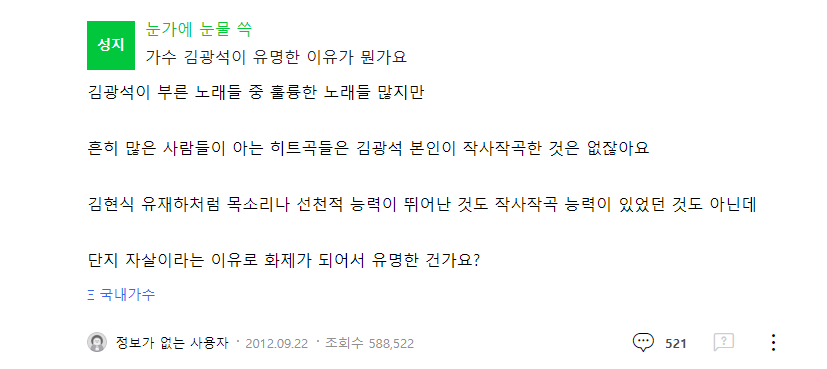 성지
눈가에 눈물 쓱
가수 김광석이 유명한 이유가 뭔가요
김광석이 부른 노래들 중 훌륭한 노래들 많지만
흔히 많은 사람들이 아는 히트곡들은 김광석 본인이 작사작곡한 것은 없잖아요
김현식 유재하처럼 목소리나 선천적 능력이 뛰어난 것도 작사작곡 능력이 있었던 것도 아닌데
단지 자살이라는 이유로 화제가 되어서 유명한 건가요?
국내가수
정보가 없는 사용자 · 2012.09.22 · 조회수 588,522
521